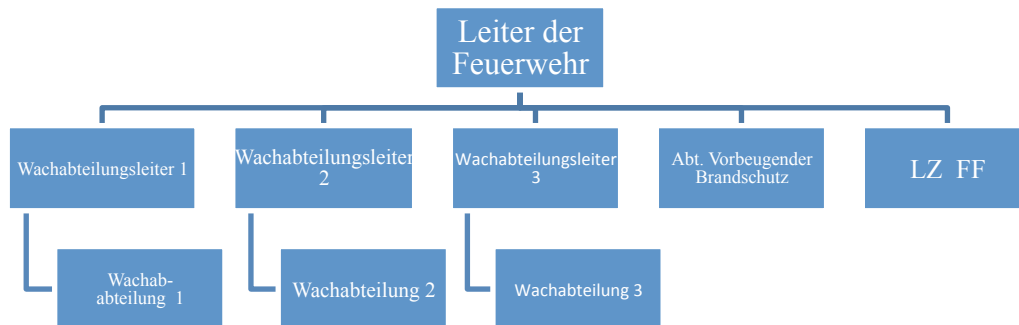 Leiter der
Feuerwehr
Wachabteilungsleiter 1
Wachabteilungsleiter
2
Wachabteilungsleiter
3
Abt. Vorbeugender
Brandschutz
LZ FF
Wachab-
abteilung 1
Wachabteilung 2
Wachabteilung 3